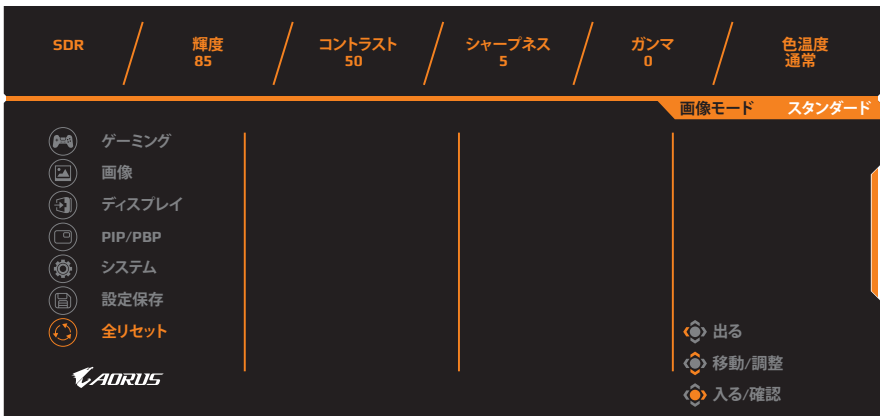 SDR
輝度
85
コントラスト
50
シャープネス
5
ガンマ
0
色温度
通常
画像モード スタンダード
ゲーミング
画像
ディスプレイ
PIP/PBP
システム
設定保存
全リセット
AORUS
出る
移動/調整
入る/確認